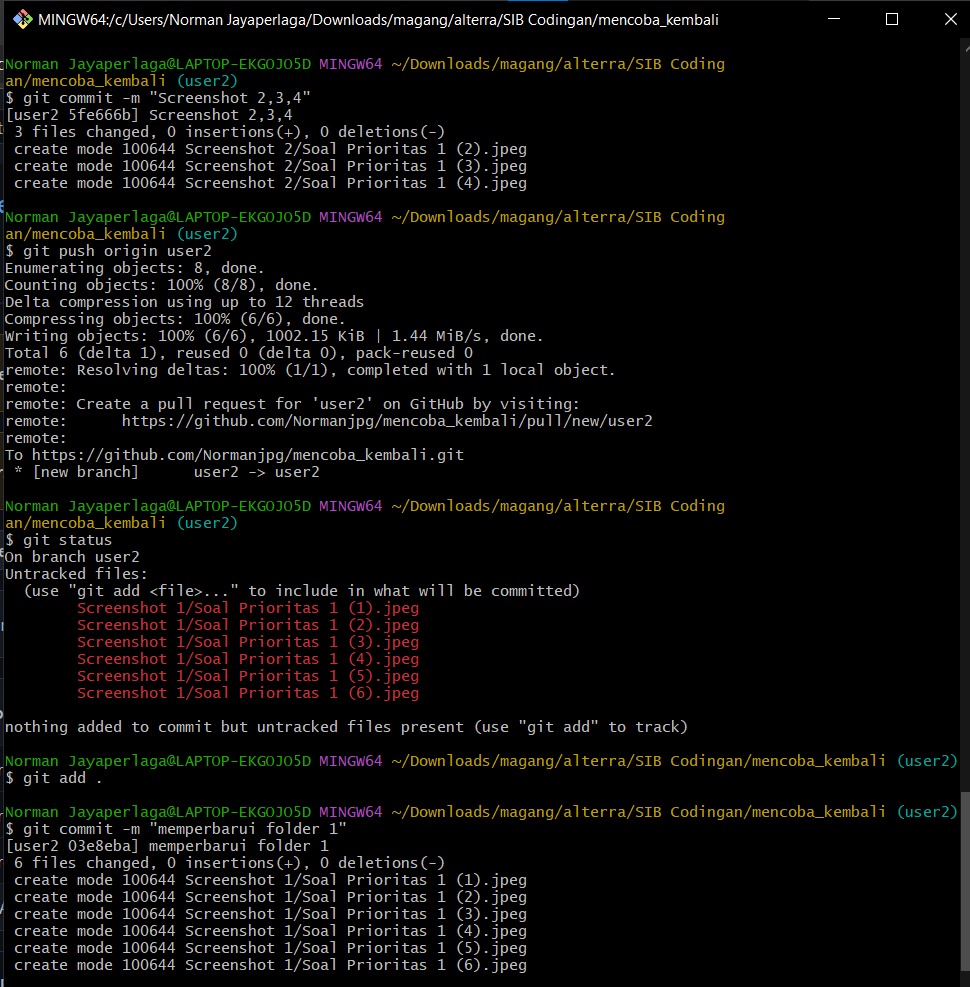 MINGW64:/c/Users/Norman Jayaperlaga/Downloads/magang/alterra/SIB Codingan/mencoba_kembali
Norman Jayaperlaga@LAPTOP-EKGOJO5D MINGW64 ~/Downloads/magang/alterra/SIB Coding
an/mencoba_kembali (user2)
$ git commit -m "Screenshot 2,3,4"
[user2 5fe666b] Screenshot 2,3,4
 3 files changed, 0 insertions(+), 0 deletions(-)
 create mode 100644 Screenshot 2/Soal Prioritas 1 (2).jpeg
 create mode 100644 Screenshot 2/Soal Prioritas 1 (3).jpeg
 create mode 100644 Screenshot 2/Soal Prioritas 1 (4).jpeg
Norman Jayaperlaga@LAPTOP-EKGOJO5D MINGW64 ~/Downloads/magang/alterra/SIB Coding
an/mencoba_kembali (user2)
$ git push origin user2
Enumerating objects: 8, done.
Counting objects: 100% (8/8), done.
Delta compression using up to 12 threads
Compressing objects: 100% (6/6), done.
Writing objects: 100% (6/6), 1002.15 KiB | 1.44 MiB/s, done.
Total 6 (delta 1), reused 0 (delta 0), pack-reused 0
remote: Resolving deltas: 100% (1/1), completed with 1 local object.
remote:
remote: Create a pull request for 'user2' on GitHub by visiting:
remote:      https://github.com/Normanjpg/mencoba_kembali/pull/new/user2
remote:
To https://github.com/Normanjpg/mencoba_kembali.git
 * [new branch]      user2 -> user2
Norman Jayaperlaga@LAPTOP-EKGOJO5D MINGW64 ~/Downloads/magang/alterra/SIB Coding
an/mencoba_kembali (user2)
$ git status
On branch user2
Untracked files:
  (use "git add <file>..." to include in what will be committed)
        Screenshot 1/Soal Prioritas 1 (1).jpeg
        Screenshot 1/Soal Prioritas 1 (2).jpeg
        Screenshot 1/Soal Prioritas 1 (3).jpeg
        Screenshot 1/Soal Prioritas 1 (4).jpeg
        Screenshot 1/Soal Prioritas 1 (5).jpeg
        Screenshot 1/Soal Prioritas 1 (6).jpeg
nothing added to commit but untracked files present (use "git add" to track)
Norman Jayaperlaga@LAPTOP-EKGOJO5D MINGW64 ~/Downloads/magang/alterra/SIB Codingan/mencoba_kembali (user2)
$ git add .
Norman Jayaperlaga@LAPTOP-EKGOJO5D MINGW64 ~/Downloads/magang/alterra/SIB Codingan/mencoba_kembali (user2)
$ git commit -m "memperbarui folder 1"
[user2 03e8eba] memperbarui folder 1
 6 files changed, 0 insertions(+), 0 deletions(-)
 create mode 100644 Screenshot 1/Soal Prioritas 1 (1).jpeg
 create mode 100644 Screenshot 1/Soal Prioritas 1 (2).jpeg
 create mode 100644 Screenshot 1/Soal Prioritas 1 (3).jpeg
 create mode 100644 Screenshot 1/Soal Prioritas 1 (4).jpeg
 create mode 100644 Screenshot 1/Soal Prioritas 1 (5).jpeg
 create mode 100644 Screenshot 1/Soal Prioritas 1 (6).jpeg